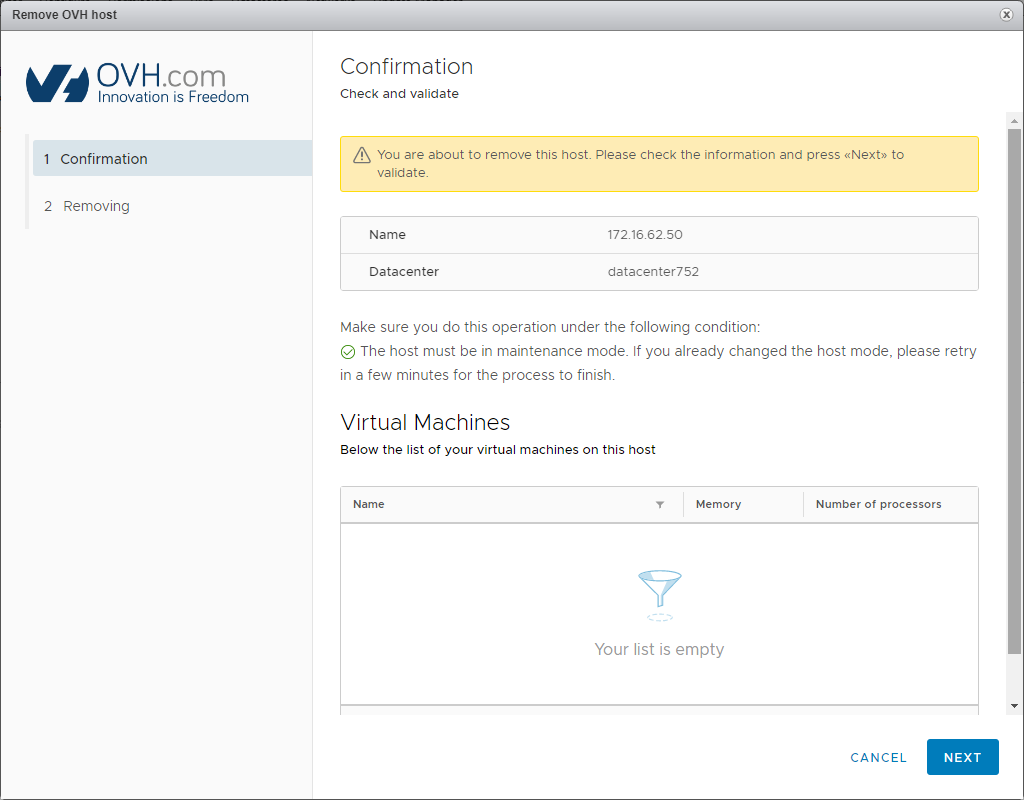 Remove OVH host
OVH.com
Innovation is Freedom
1 Confirmation
2 Removing
Confirmation
Check and validate
You are about to remove this host. Please check the information and press «Next» to
validate.
Name 172.16.62.50
Datacenter datacenter752
Make sure you do this operation under the following condition:
The host must be in maintenance mode. If you already changed the host mode, please retry
in a few minutes for the process to finish.
Virtual Machines
Below the list of your virtual machines on this host
Name Memory Number of processors
Your list is empty
CANCEL NEXT